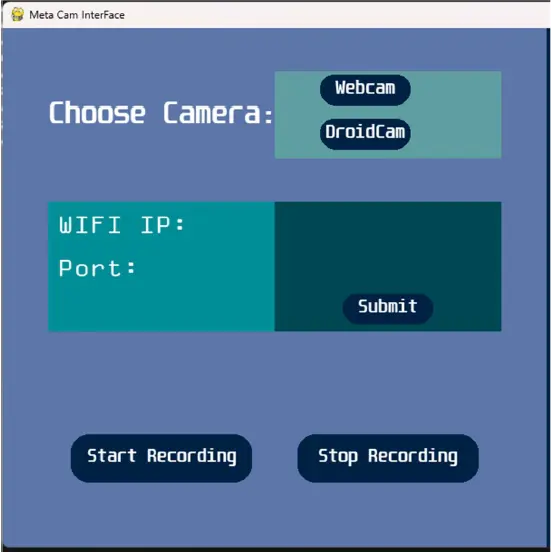 Meta Cam InterFace
Webcam
Choose Camera:
DroidCam
WIFI IP:
Port:
Submit
Start Recording
Stop Recording